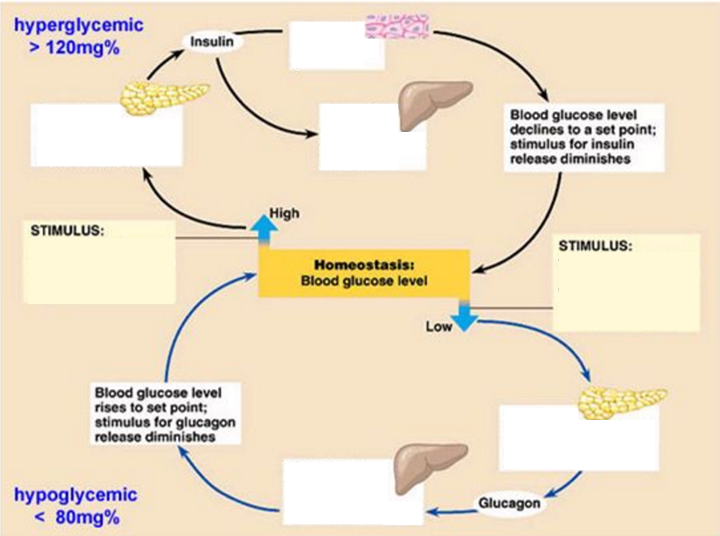 hyperglycemic
> 120mg%
Insulin
Blood glucose level
declines to a set point;
stimulus for insulin
release diminishes
High
STIMULUS:
STIMULUS:
Homeostasis:
Blood glucose level
Low
Blood glucose level
rises to set point;
stimulus for glucagon
release diminishes
Glucagon
hypoglycemic
< 80mg%